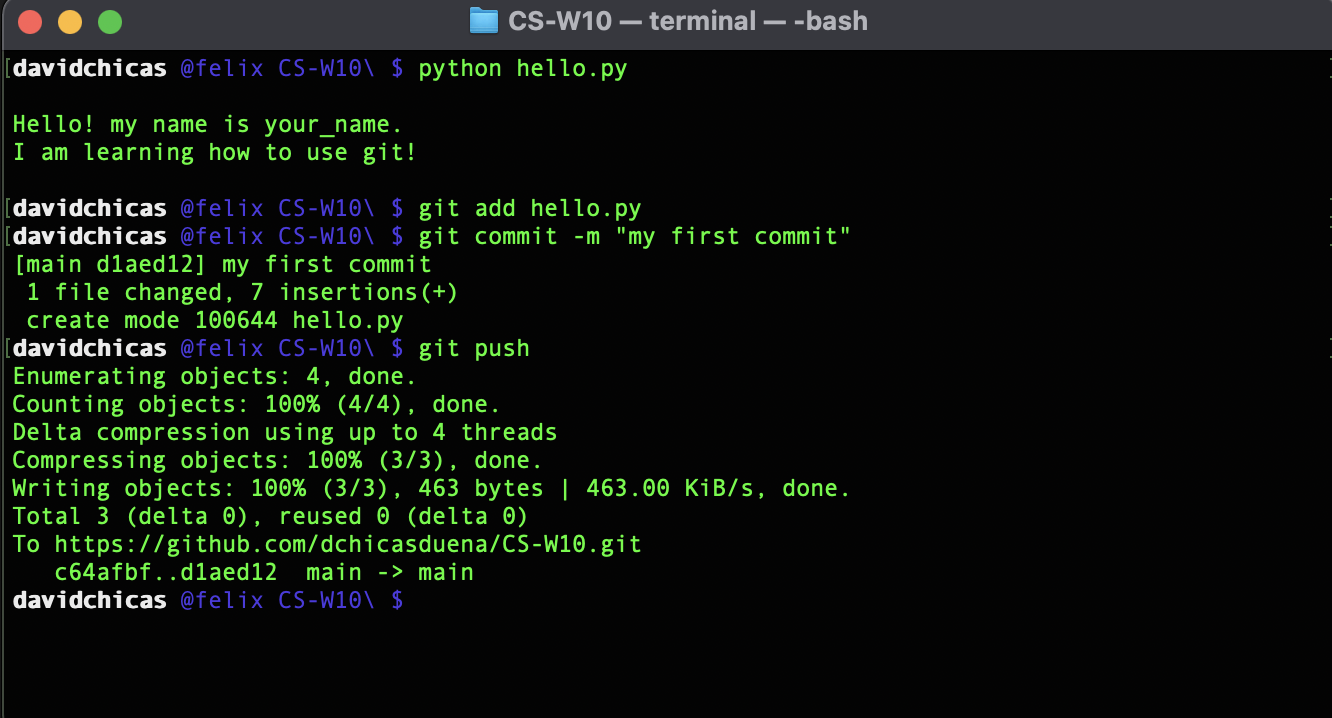 CS-W10 — terminal — -bash
[davidchicas @felix CS-W10\ $ python hello.py
Hello! my name is your_name.
I am learning how to use git!
[davidchicas @felix CS-W10\ $ git add hello.py
[davidchicas @felix CS-W10\ $ git commit -m "my first commit"
[main d1aed12] my first commit
 1 file changed, 7 insertions(+)
 create mode 100644 hello.py
[davidchicas @felix CS-W10\ $ git push
Enumerating objects: 4, done.
Counting objects: 100% (4/4), done.
Delta compression using up to 4 threads
Compressing objects: 100% (3/3), done.
Writing objects: 100% (3/3), 463 bytes | 463.00 KiB/s, done.
Total 3 (delta 0), reused 0 (delta 0)
To https://github.com/dchicasduena/CS-W10.git
   c64afbf..d1aed12  main -> main
davidchicas @felix CS-W10\ $